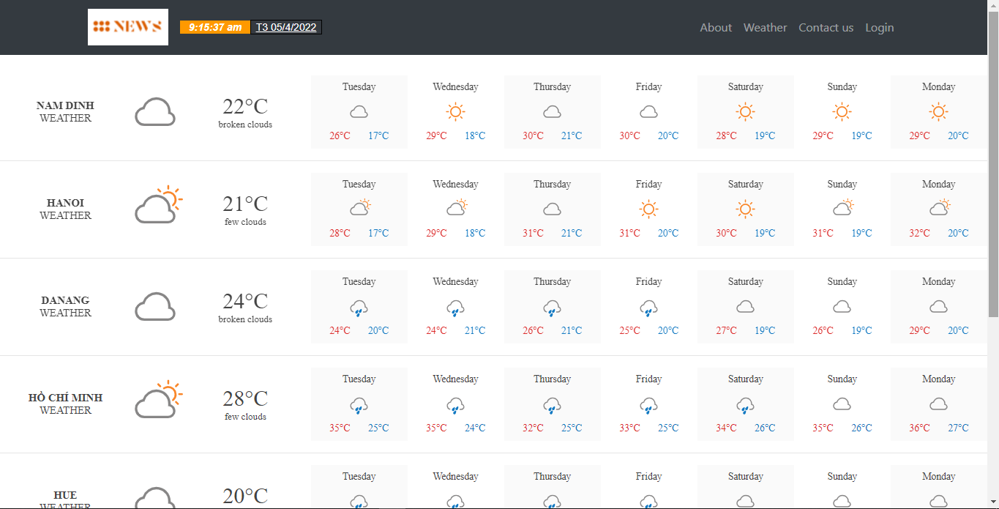 NEWS 9:15:37 am T3 05/4/2022 About Weather Contact us Login
Tuesday Wednesday Thursday Friday Saturday Sunday Monday
NAM DINH
WEATHER
22°C
broken clouds
26°C 17°C 29°C 18°C 30°C 21°C 30°C 20°C 28°C 19°C 29°C 19°C 29°C 20°C
Tuesday Wednesday Thursday Friday Saturday Sunday Monday
HANOI
WEATHER
21°C
few clouds
28°C 17°C 29°C 18°C 31°C 21°C 31°C 20°C 30°C 19°C 31°C 19°C 32°C 20°C
Tuesday Wednesday Thursday Friday Saturday Sunday Monday
DANANG
WEATHER
24°C
broken clouds
24°C 20°C 24°C 21°C 26°C 21°C 25°C 20°C 27°C 19°C 26°C 19°C 29°C 20°C
Tuesday Wednesday Thursday Friday Saturday Sunday Monday
HỒ CHÍ MINH
WEATHER
28°C
few clouds
35°C 25°C 35°C 24°C 32°C 25°C 33°C 25°C 34°C 26°C 35°C 26°C 36°C 27°C
Tuesday Wednesday Thursday Friday Saturday Sunday Monday
HUE
WEATHER
20°C